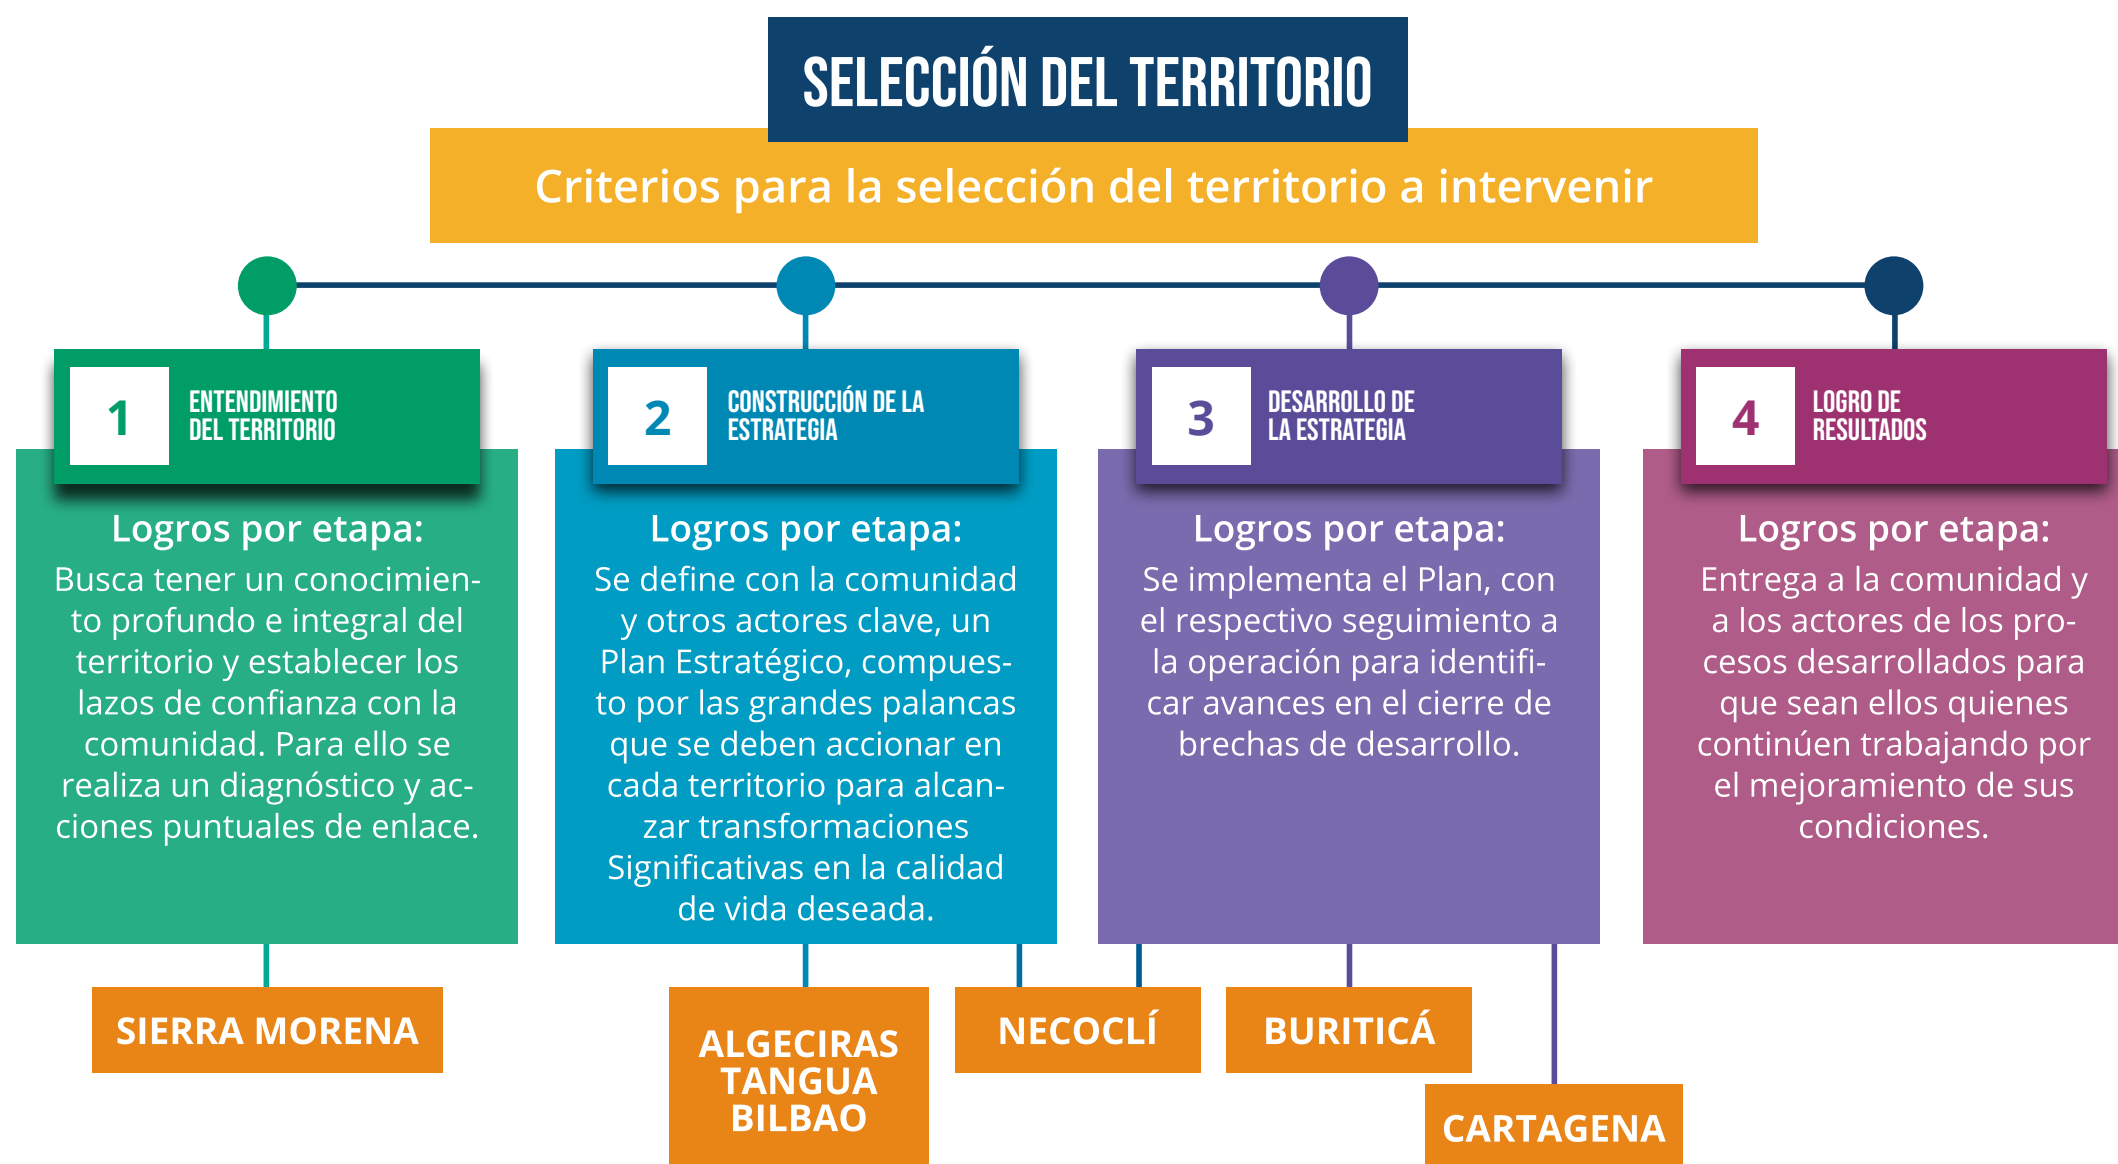 SELECCIÓN DEL TERRITORIO
Criterios para la selección del territorio a intervenir
1
ENTENDIMIENTO
DEL TERRITORIO
Logros por etapa:
Busca tener un conocimien-
to profundo e integral del
territorio y establecer los
lazos de confianza con la
comunidad. Para ello se
realiza un diagnóstico y ac-
ciones puntuales de enlace.
SIERRA MORENA
2
CONSTRUCCIÓN DE LA
ESTRATEGIA
Logros por etapa:
Se define con la comunidad
y otros actores clave, un
Plan Estratégico, compues-
to por las grandes palancas
que se deben accionar en
cada territorio para alcan-
zar transformaciones
Significativas en la calidad
de vida deseada.
ALGECIRAS
TANGUA
BILBAO
NECOCLÍ
3
DESARROLLO DE
LA ESTRATEGIA
Logros por etapa:
Se implementa el Plan, con
el respectivo seguimiento a
la operación para identifi-
car avances en el cierre de
brechas de desarrollo.
BURITICÁ
CARTAGENA
4
LOGRO DE
RESULTADOS
Logros por etapa:
Entrega a la comunidad y
a los actores de los pro-
cesos desarrollados para
que sean ellos quienes
continúen trabajando por
el mejoramiento de sus
condiciones.